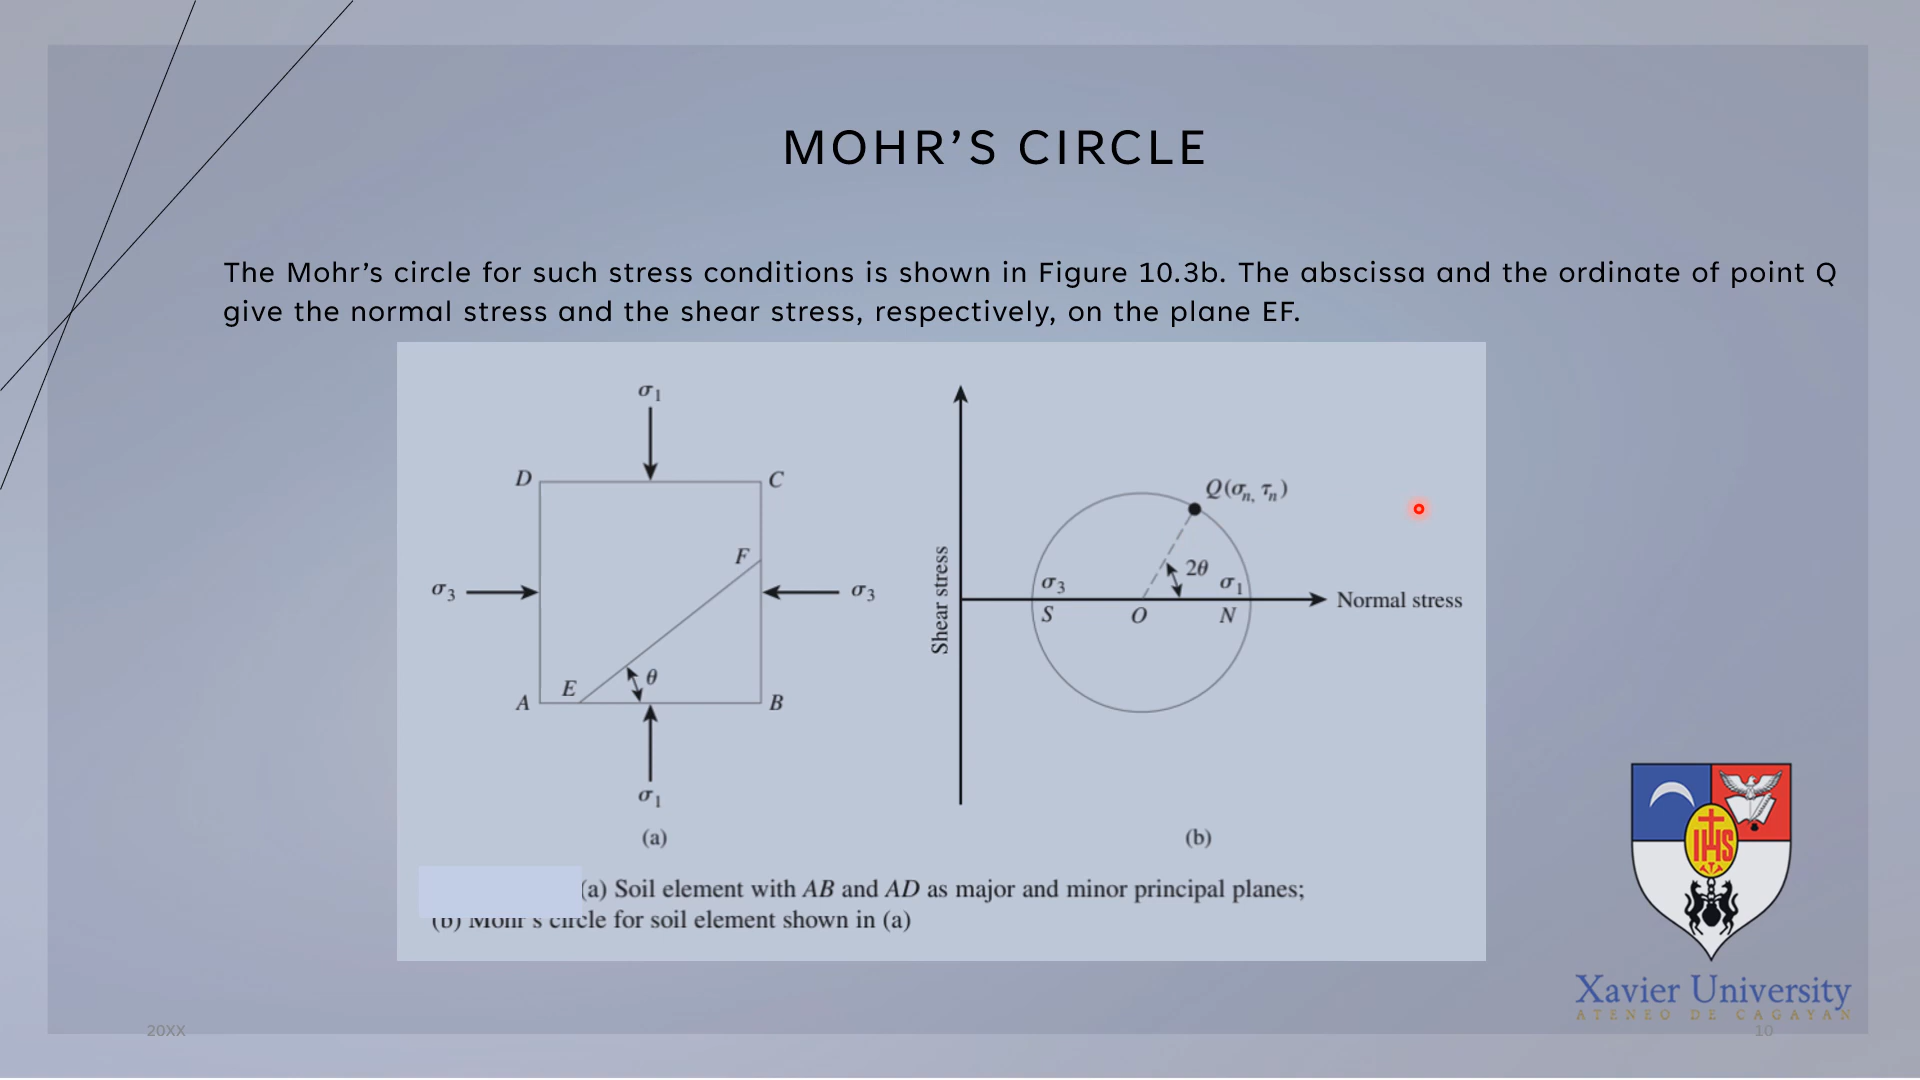 MOHR’S CIRCLE
The Mohr’s circle for such stress conditions is shown in Figure 10.3b. The abscissa and the ordinate of point Q
give the normal stress and the shear stress, respectively, on the plane EF.
σ1
D
C
F
σ3
σ3
E
θ
A
B
σ1
(a)
Shear stress
Q(σn, τn)
2θ
σ3
σ1
S
O
N
Normal stress
(b)
(a) Soil element with AB and AD as major and minor principal planes;
(b) Mohr's circle for soil element shown in (a)
IHS
Xavier University
ATENEO DE CAGAYAN
20XX
10